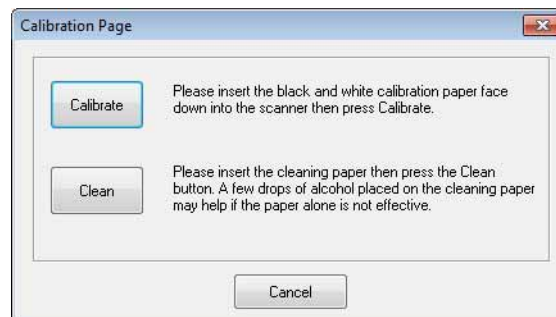 Calibration Page
Calibrate
Please insert the black and white calibration paper face
down into the scanner then press Calibrate.
Clean
Please insert the cleaning paper then press the Clean
button. A few drops of alcohol placed on the cleaning paper
may help if the paper alone is not effective.
Cancel